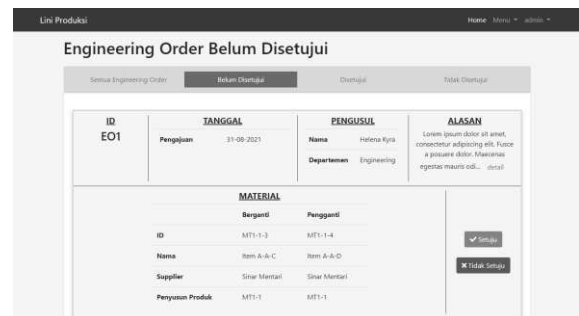 Lini Produksi Home Menu admin
Engineering Order Belum Disetujui
Semua Engineering Order Belum Disetujui Disetujui Tidak Disetujui
ID TANGGAL PENGUSUL ALASAN
EO1 Pengajuan 31-08-2021 Nama Helena Kyra Lorem ipsum dolor sit amet,
consectetur adipiscing elit. Fusce
Departemen Engineering a posuere dolor. Maecenas
egestas mauris odi... detail
MATERIAL
Berganti Pengganti
ID MT1-1-3 MT1-1-4
Setuju
Nama Item A-A-C Item A-A-D
Tidak Setuju
Supplier Sinar Mentari Sinar Mentari
Penyusun Produk MT1-1 MT1-1